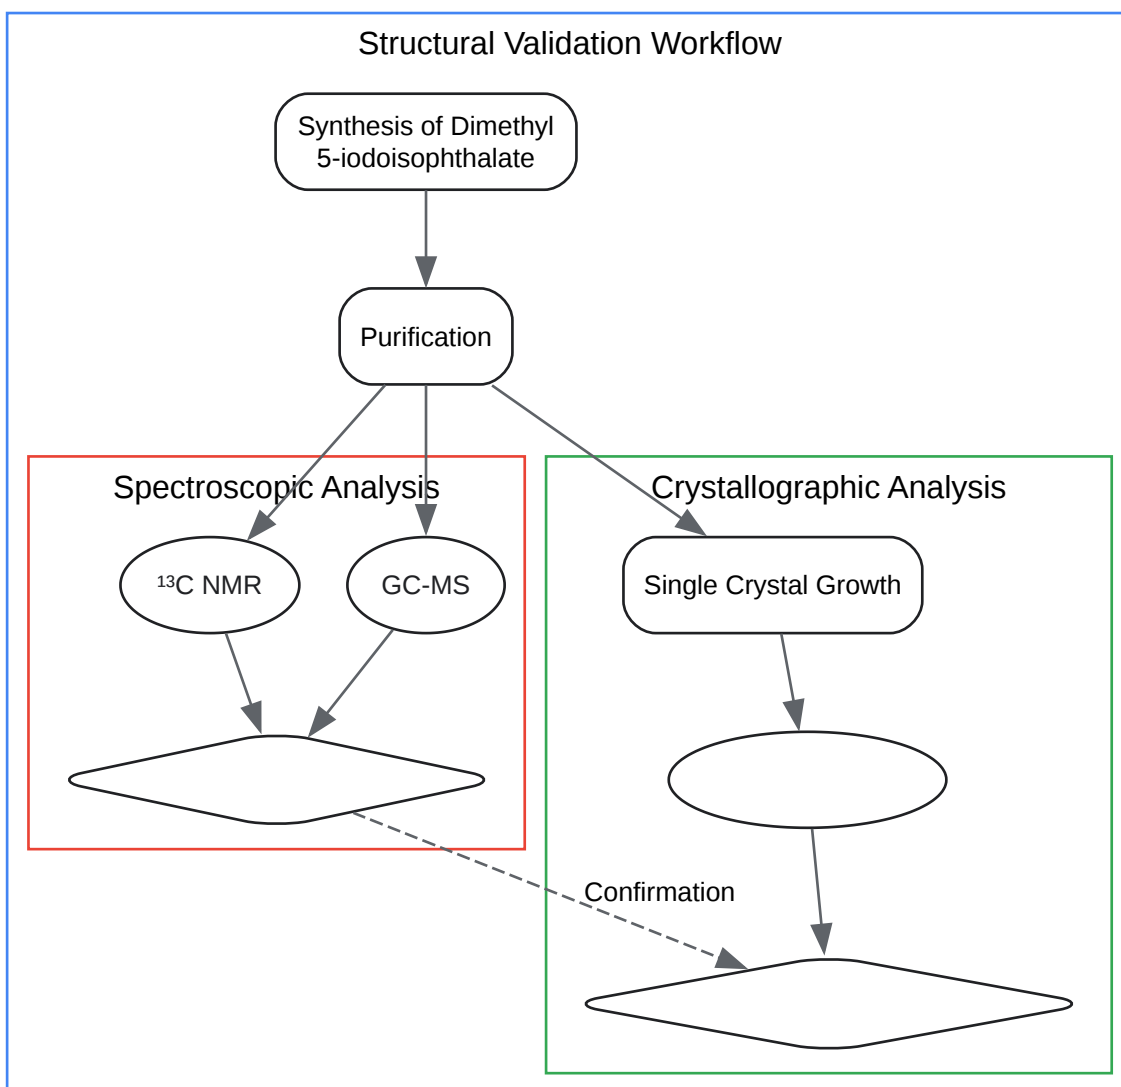 Structural Validation Workflow
Synthesis of Dimethyl
5-iodoisophthalate
Purification
Spectroscopic Analysis
Crystallographic Analysis
¹³C NMR
GC-MS
Single Crystal Growth
Confirmation